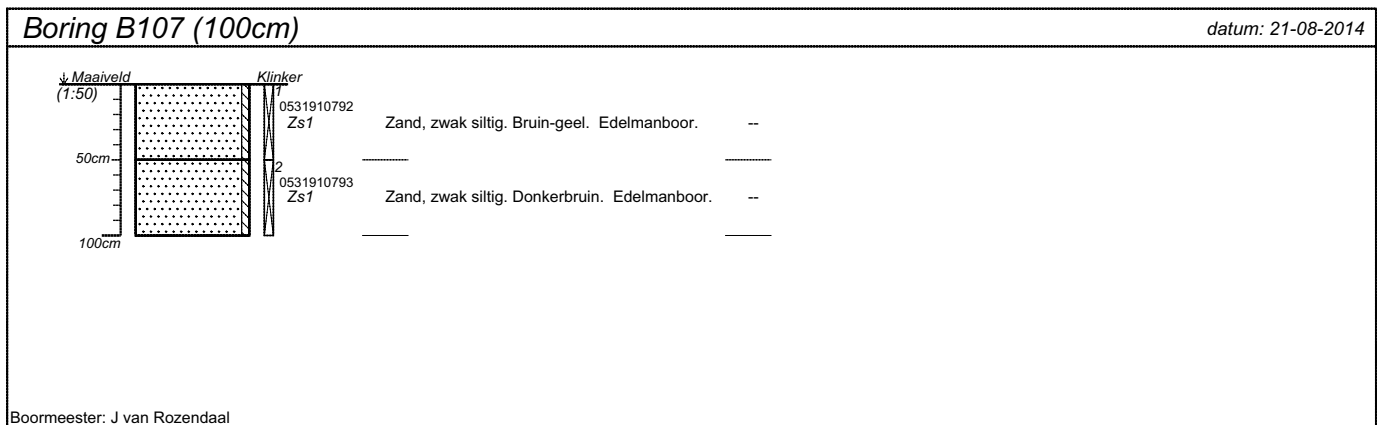 Boring B107 (100cm) datum: 21-08-2014
Maaiveld Klinker
(1:50) 1
0531910792
Zs1 Zand, zwak siltig. Bruin-geel. Edelmanboor. --
50cm
2
0531910793
Zs1 Zand, zwak siltig. Donkerbruin. Edelmanboor. --
100cm
Boormeester: J van Rozendaal